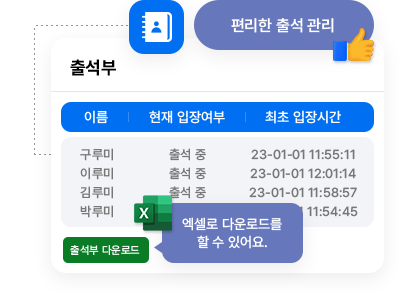 편리한 출석 관리
출석부
이름 현재 입장여부 최초 입장시간
구루미 출석 중 23-01-01 11:55:11
이루미 출석 중 23-01-01 12:01:14
김루미 출석 중 23-01-01 11:58:57
박루미 11:54:45
X
엑셀로 다운로드를
할 수 있어요.
출석부 다운로드